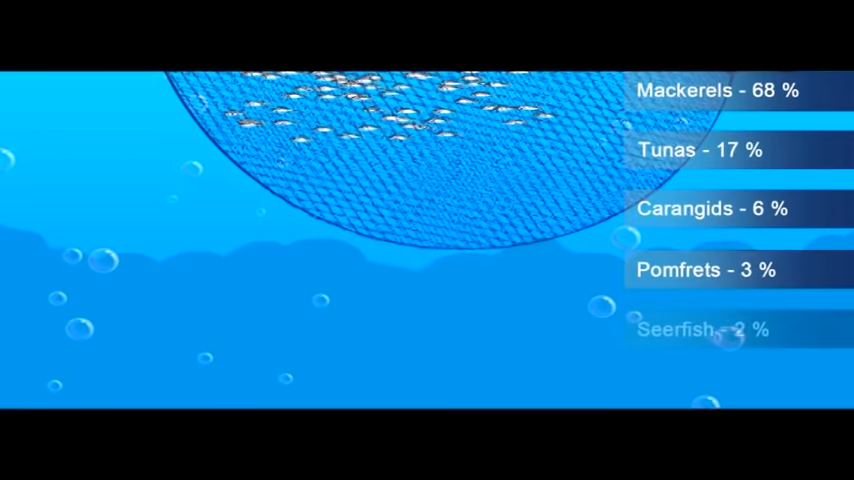 Mackerels - 68 %
Tunas - 17 %
Carangids - 6 %
Pomfrets - 3 %
Seerfish - 2 %